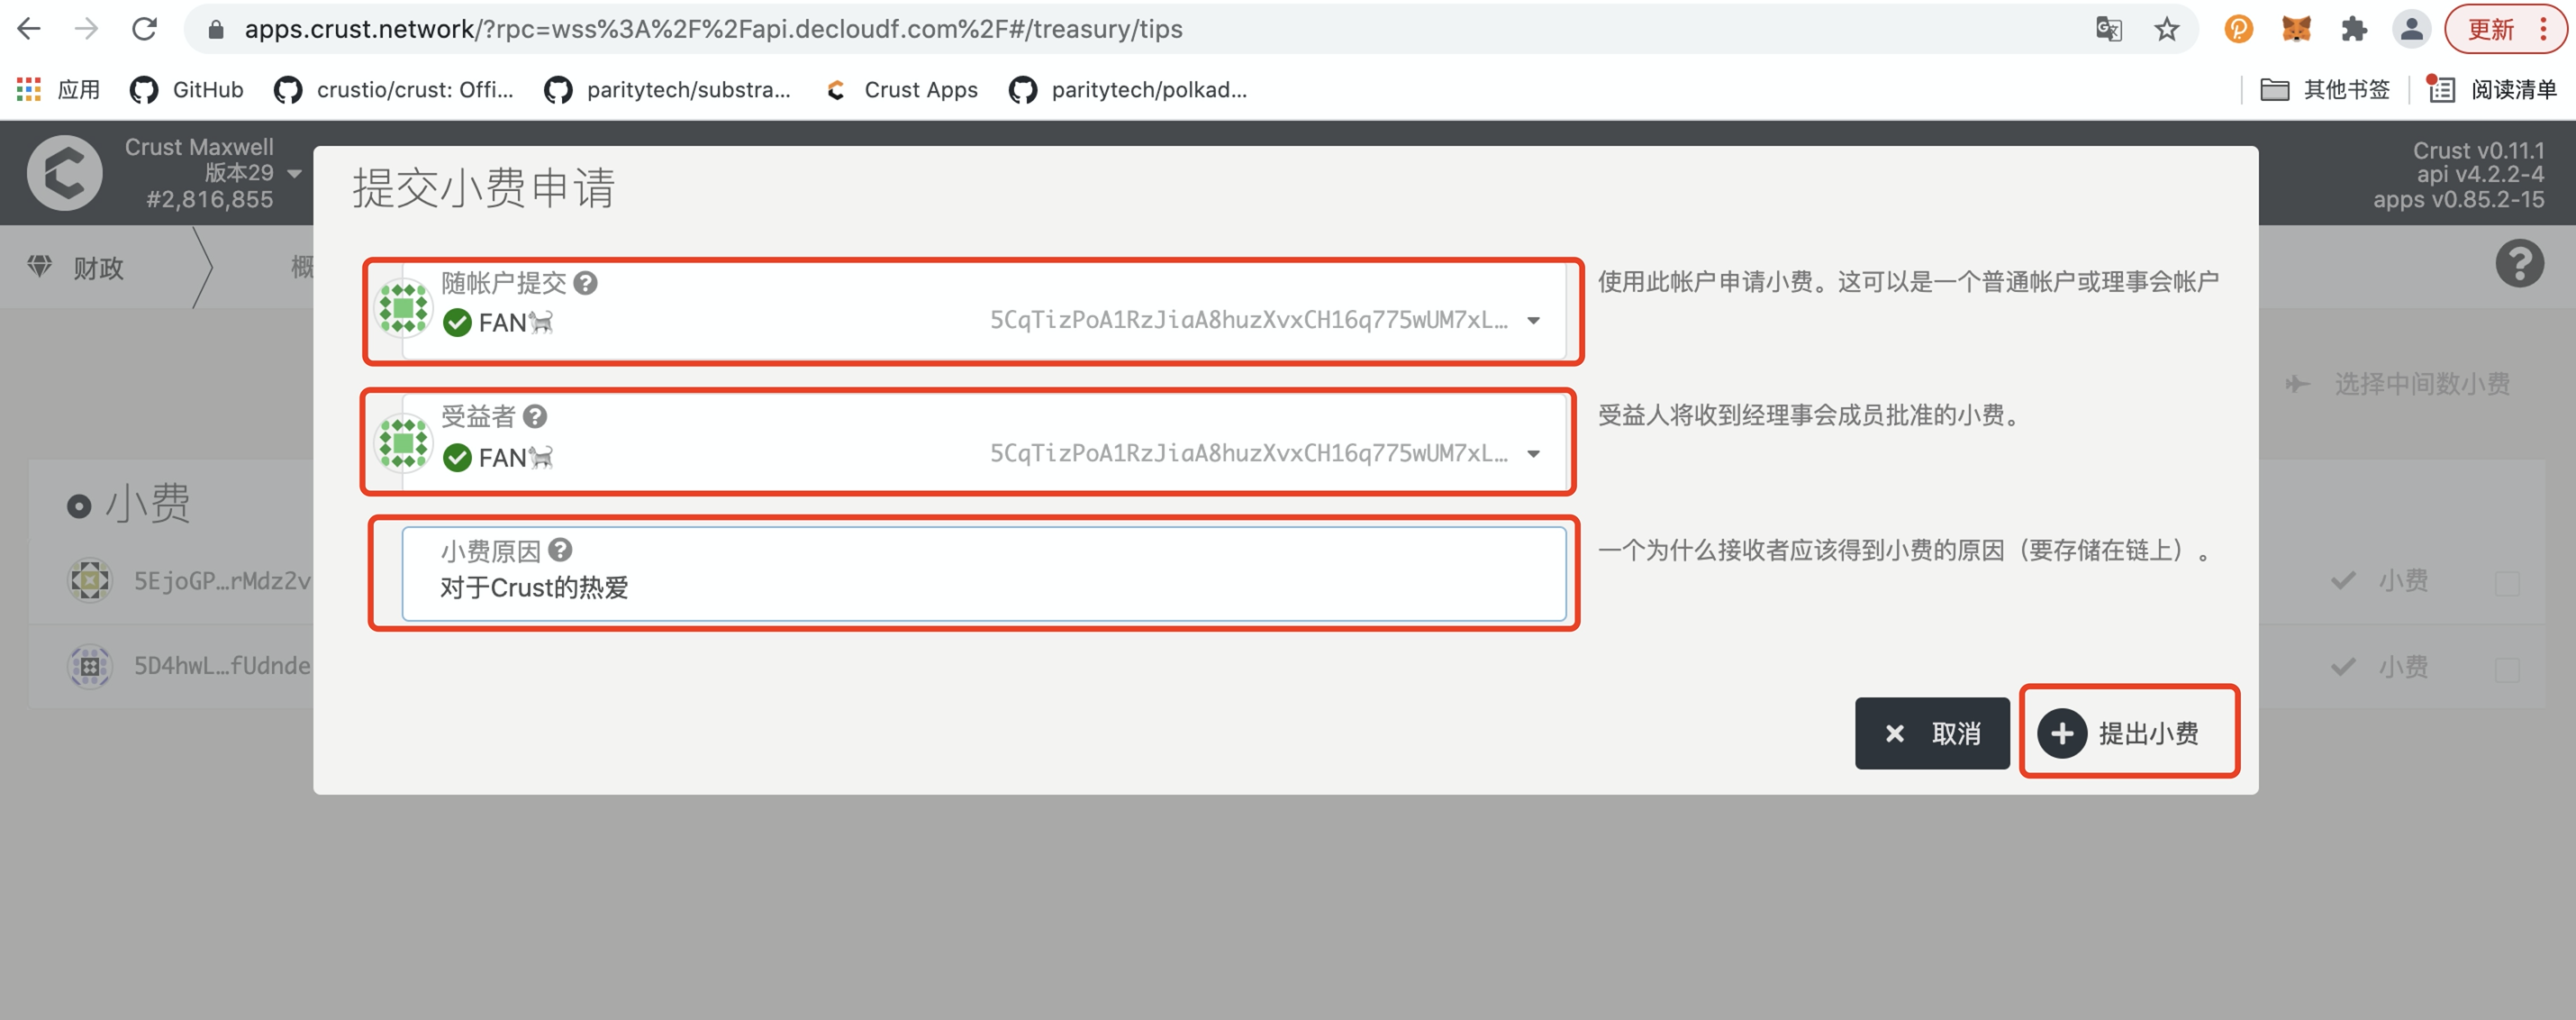 apps.crust.network/?rpc=wss%3A%2F%2Fapi.decloudf.com%2F#/treasury/tips
更新
应用
GitHub
crustio/crust: Offi...
paritytech/substra...
Crust Apps
paritytech/polkad...
其他书签
阅读清单
Crust Maxwell
版本29
#2,816,855
Crust v0.11.1
api v4.2.2-4
apps v0.85.2-15
财政
概
提交小费申请
随帐户提交
FAN🐈
5CqTizPoA1RzJiaA8huzXvxCH16q775wUM7xL...
使用此帐户申请小费。这可以是一个普通帐户或理事会帐户
选择中间数小费
受益者
FAN🐈
5CqTizPoA1RzJiaA8huzXvxCH16q775wUM7xL...
受益人将收到经理事会成员批准的小费。
小费
小费原因
对于Crust的热爱
一个为什么接收者应该得到小费的原因（要存储在链上）。
5EjoGP...rMdz2v
小费
5D4hwL...fUdnde
小费
取消
提出小费